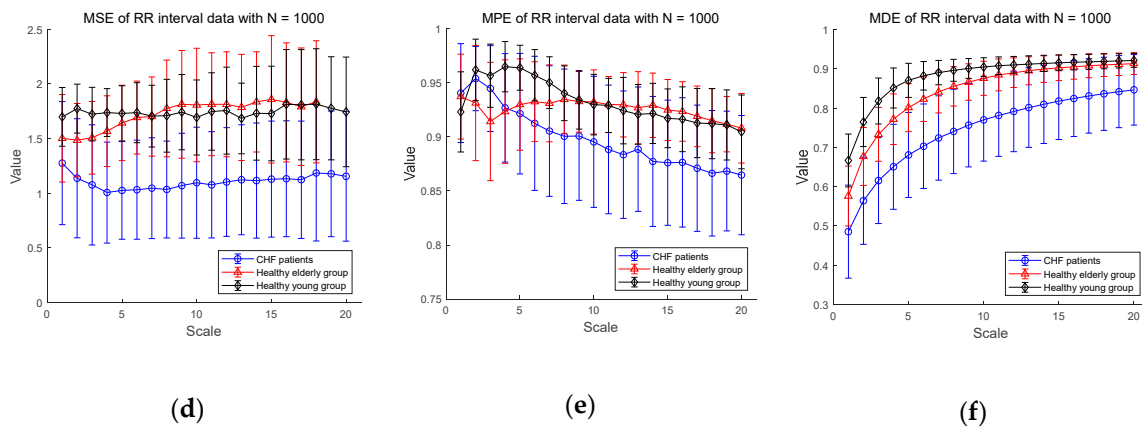 MSE of RR interval data with N = 1000
Value
2.5
2
1.5
1
0.5
0
0
5
10
15
20
Scale
CHF patients
Healthy elderly group
Healthy young group
(d)
MPE of RR interval data with N = 1000
Value
1
0.95
0.9
0.85
0.8
0.75
0
5
10
15
20
Scale
CHF patients
Healthy elderly group
Healthy young group
(e)
MDE of RR interval data with N = 1000
Value
1
0.9
0.8
0.7
0.6
0.5
0.4
0.3
0
5
10
15
20
Scale
CHF patients
Healthy elderly group
Healthy young group
(f)